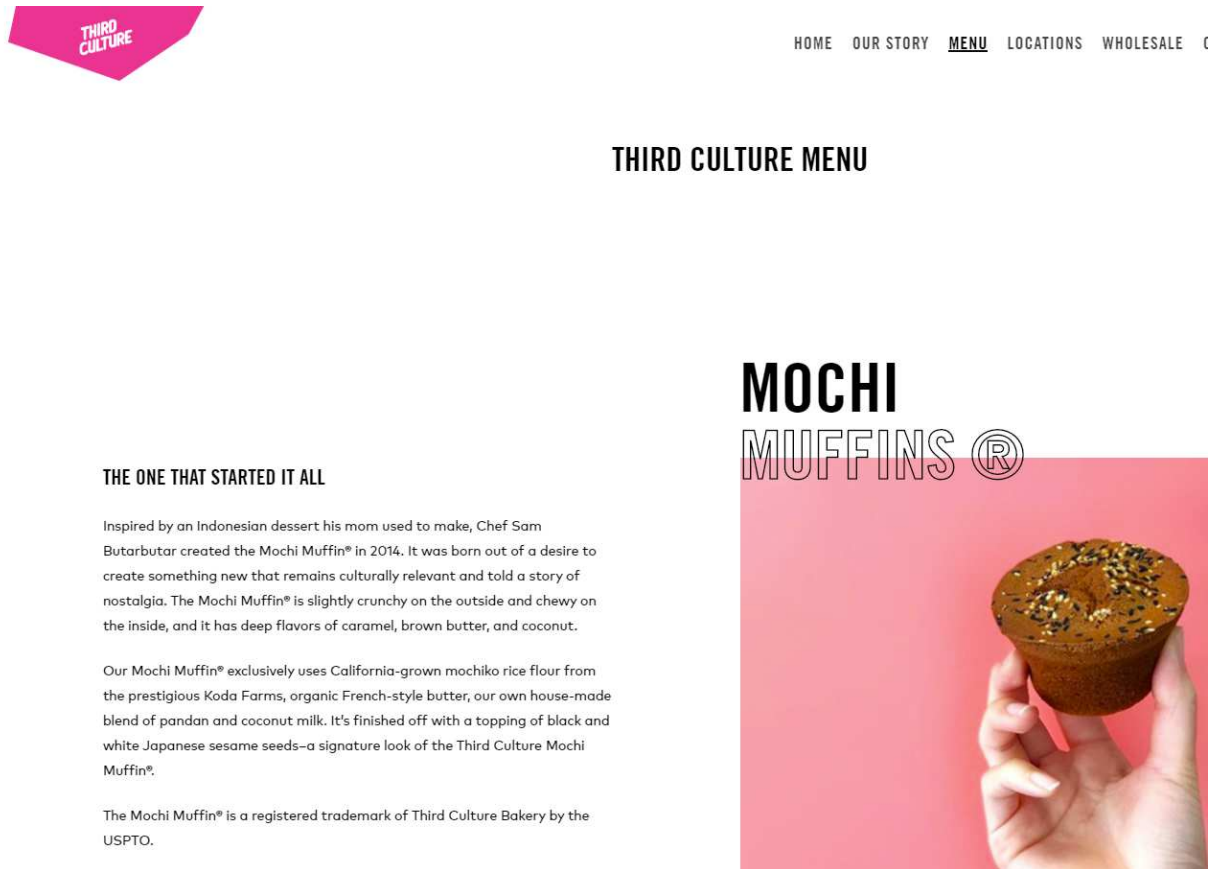 THIRD
CULTURE
HOME OUR STORY MENU LOCATIONS WHOLESALE
THIRD CULTURE MENU
MOCHI
MUFFINS ®
THE ONE THAT STARTED IT ALL
Inspired by an Indonesian dessert his mom used to make, Chef Sam
Butarbutar created the Mochi Muffin® in 2014. It was born out of a desire to
create something new that remains culturally relevant and told a story of
nostalgia. The Mochi Muffin® is slightly crunchy on the outside and chewy on
the inside, and it has deep flavors of caramel, brown butter, and coconut.
Our Mochi Muffin® exclusively uses California-grown mochiko rice flour from
the prestigious Koda Farms, organic French-style butter, our own house-made
blend of pandan and coconut milk. It's finished off with a topping of black and
white Japanese sesame seeds–a signature look of the Third Culture Mochi
Muffin®.
The Mochi Muffin® is a registered trademark of Third Culture Bakery by the
USPTO.